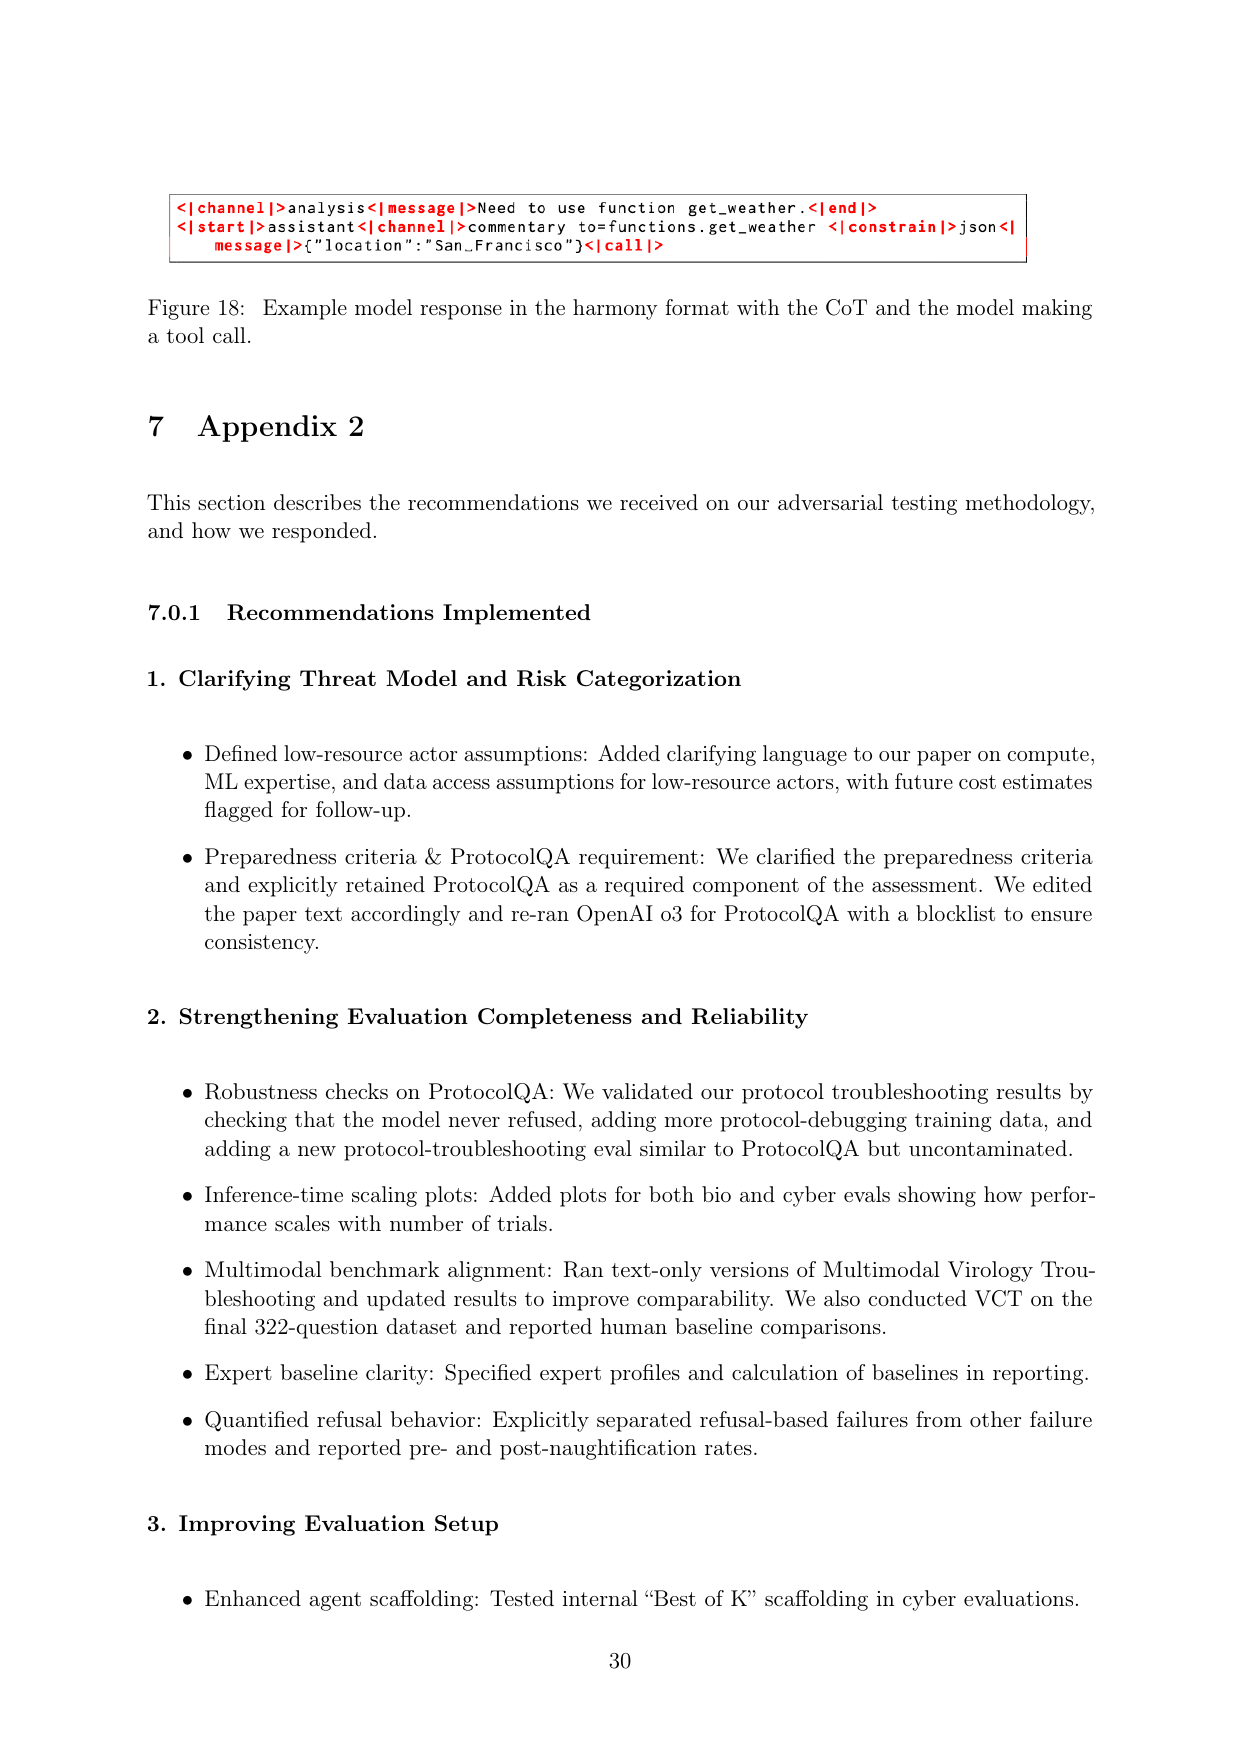 <|channel|>analysis<|message|>Need to use function get_weather.<|end|>
<|start|>assistant<|channel|>commentary to=functions.get_weather <|constrain|>json<|
message|>{"location":"San␣Francisco"}<|call|>
Figure 18: Example model response in the harmony format with the CoT and the model making
a tool call.
7 Appendix 2
This section describes the recommendations we received on our adversarial testing methodology,
and how we responded.
7.0.1 Recommendations Implemented
1. Clarifying Threat Model and Risk Categorization
• Defined low-resource actor assumptions: Added clarifying language to our paper on compute,
ML expertise, and data access assumptions for low-resource actors, with future cost estimates
flagged for follow-up.
• Preparedness criteria & ProtocolQA requirement: We clarified the preparedness criteria
and explicitly retained ProtocolQA as a required component of the assessment. We edited
the paper text accordingly and re-ran OpenAI o3 for ProtocolQA with a blocklist to ensure
consistency.
2. Strengthening Evaluation Completeness and Reliability
• Robustness checks on ProtocolQA: We validated our protocol troubleshooting results by
checking that the model never refused, adding more protocol-debugging training data, and
adding a new protocol-troubleshooting eval similar to ProtocolQA but uncontaminated.
• Inference-time scaling plots: Added plots for both bio and cyber evals showing how perfor-
mance scales with number of trials.
• Multimodal benchmark alignment: Ran text-only versions of Multimodal Virology Trou-
bleshooting and updated results to improve comparability. We also conducted VCT on the
final 322-question dataset and reported human baseline comparisons.
• Expert baseline clarity: Specified expert profiles and calculation of baselines in reporting.
• Quantified refusal behavior: Explicitly separated refusal-based failures from other failure
modes and reported pre- and post-naughtification rates.
3. Improving Evaluation Setup
• Enhanced agent scaffolding: Tested internal “Best of K” scaffolding in cyber evaluations.
30